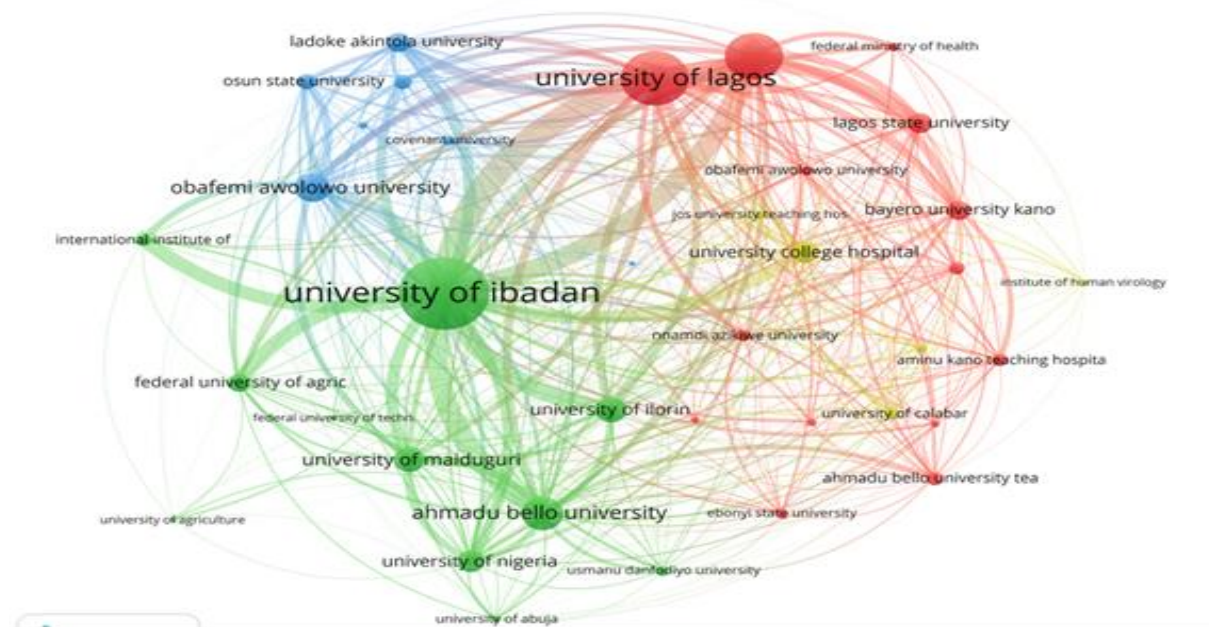 ladoke akintola university
federal ministry of health
university of lagos
osun state university
lagos state university
covenant university
obafemi awolowo university
obafemi awolowo university
jos university teaching hos
bayero university kano
international institute of
university college hospital
institute of human virology
university of ibadan
nnamdi azikiwe university
aminu kano teaching hospita
federal university of agric
university of ilorin
university of calabar
federal university of techn
university of maiduguri
ahmadu bello university tea
university of agriculture
ahmadu bello university
ebonyi state university
university of nigeria
usmanu danfodiyo university
university of abuja